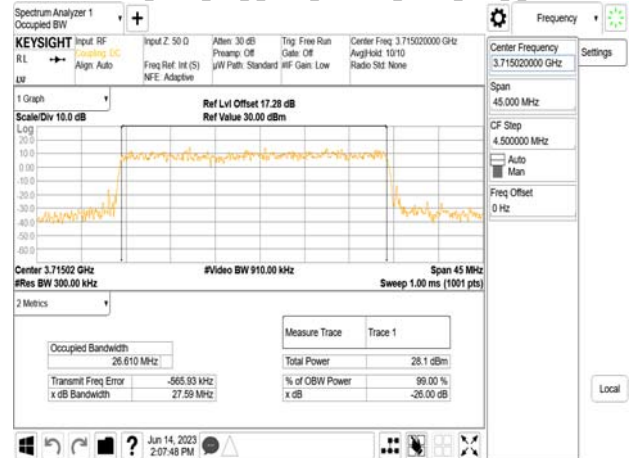 Spectrum Analyzer 1
Occupied BW
Frequency
KEYSIGHT
Input: RF
Coupling: DC
Align: Auto
Input Z: 50 Ω
Freq Ref: Int (S)
NFE: Adaptive
Atten: 30 dB
Preamp: Off
µW Path: Standard
Trig: Free Run
Gate: Off
#IF Gain: Low
Center Freq: 3.715020000 GHz
Avg|Hold: 10/10
Radio Std: None
RL
Center Frequency
3.715020000 GHz
Settings
Span
45.000 MHz
CF Step
4.500000 MHz
Auto
Man
Freq Offset
0 Hz
Local
1 Graph
Scale/Div 10.0 dB
Ref Lvl Offset 17.28 dB
Ref Value 30.00 dBm
Log
20.0
10.0
0.00
-10.0
-20.0
-30.0
-40.0
-50.0
-60.0
Center 3.71502 GHz
#Video BW 910.00 kHz
Span 45 MHz
#Res BW 300.00 kHz
Sweep 1.00 ms (1001 pts)
2 Metrics
Measure Trace Trace 1
Occupied Bandwidth
26.610 MHz
Total Power 28.1 dBm
Transmit Freq Error -565.93 kHz
% of OBW Power 99.00 %
x dB Bandwidth 27.59 MHz
x dB -26.00 dB
Jun 14, 2023
2:07:48 PM